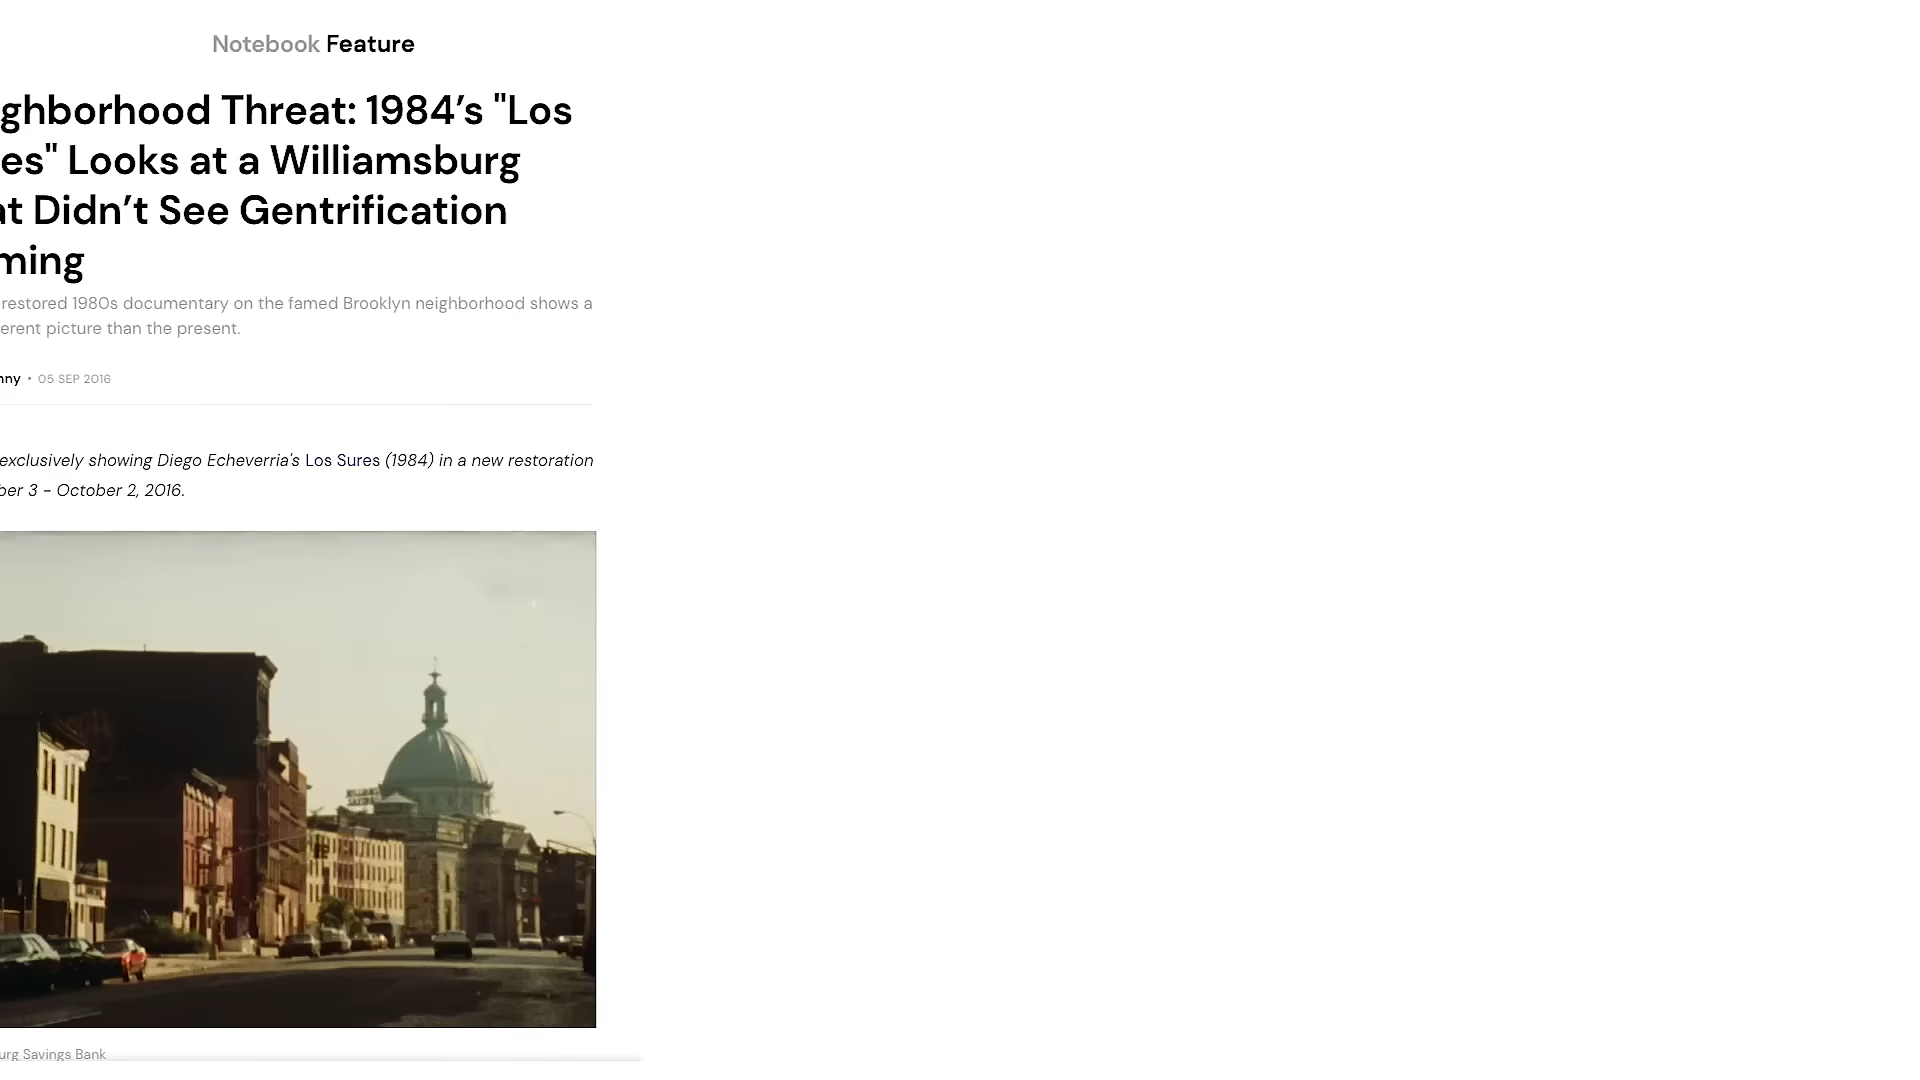 Notebook Feature
ghborhood Threat: 1984’s "Los
es" Looks at a Williamsburg
at Didn’t See Gentrification
ming
restored 1980s documentary on the famed Brooklyn neighborhood shows a
erent picture than the present.
nny • 05 SEP 2016
exclusively showing Diego Echeverria's Los Sures (1984) in a new restoration
ber 3 - October 2, 2016.
urg Savings Bank